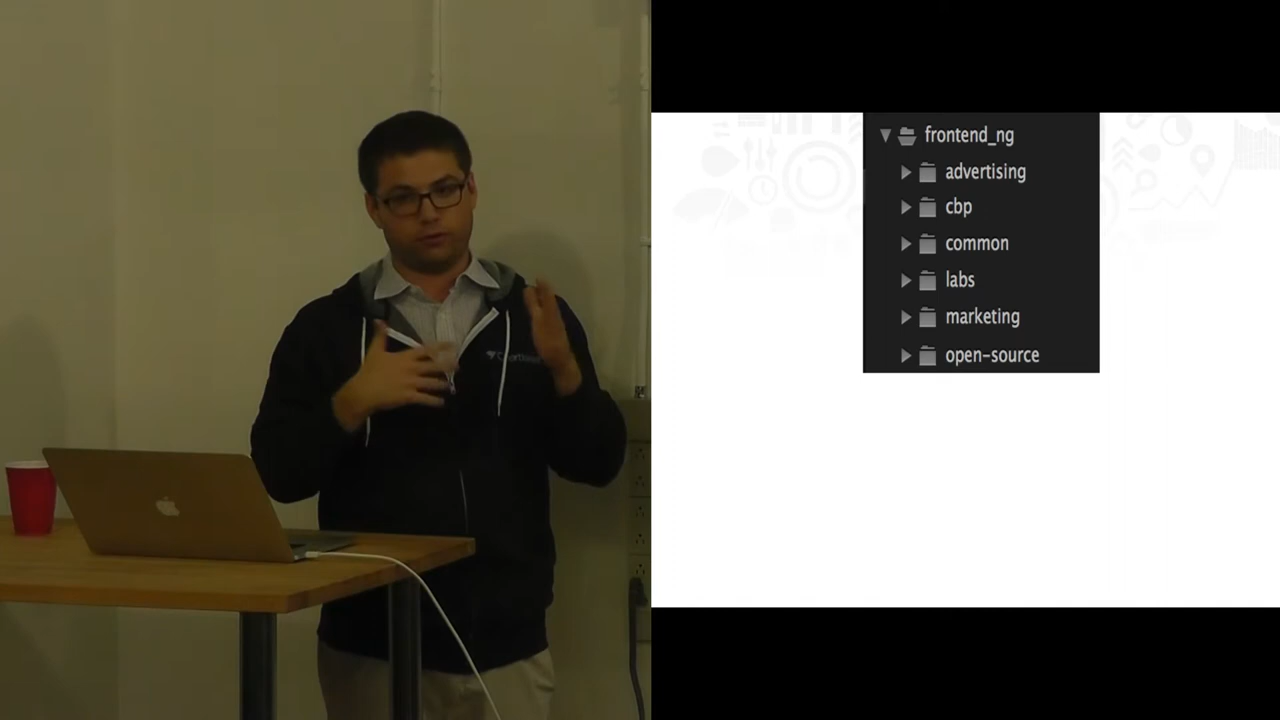 frontend_ng
advertising
cbp
common
labs
marketing
open-source